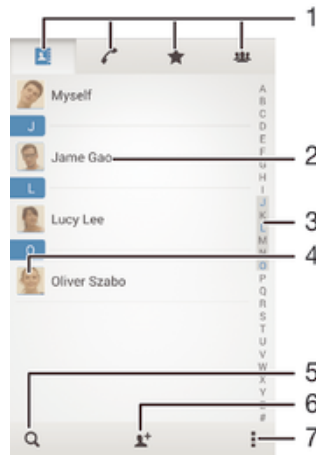 1
Myself
J
Jame Gao
2
L
Lucy Lee
3
O
4
Oliver Szabo
A
B
C
D
E
F
G
H
I
J
K
L
M
N
O
P
Q
R
S
T
U
V
W
X
Y
Z
#
5
6
7